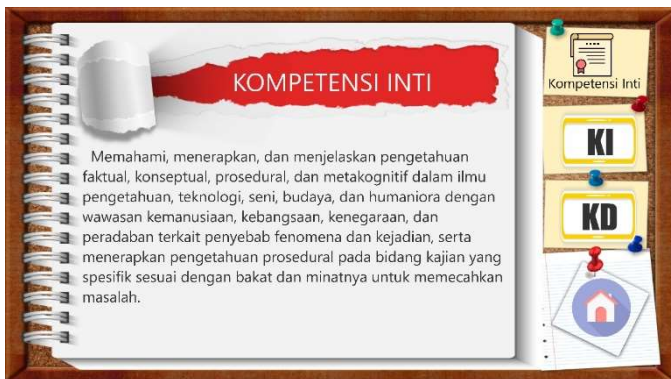 KOMPETENSI INTI
Memahami, menerapkan, dan menjelaskan pengetahuan
faktual, konseptual, prosedural, dan metakognitif dalam ilmu
pengetahuan, teknologi, seni, budaya, dan humaniora dengan
wawasan kemanusiaan, kebangsaan, kenegaraan, dan
peradaban terkait penyebab fenomena dan kejadian, serta
menerapkan pengetahuan prosedural pada bidang kajian yang
spesifik sesuai dengan bakat dan minatnya untuk memecahkan
masalah.
Kompetensi Inti
KI
KD